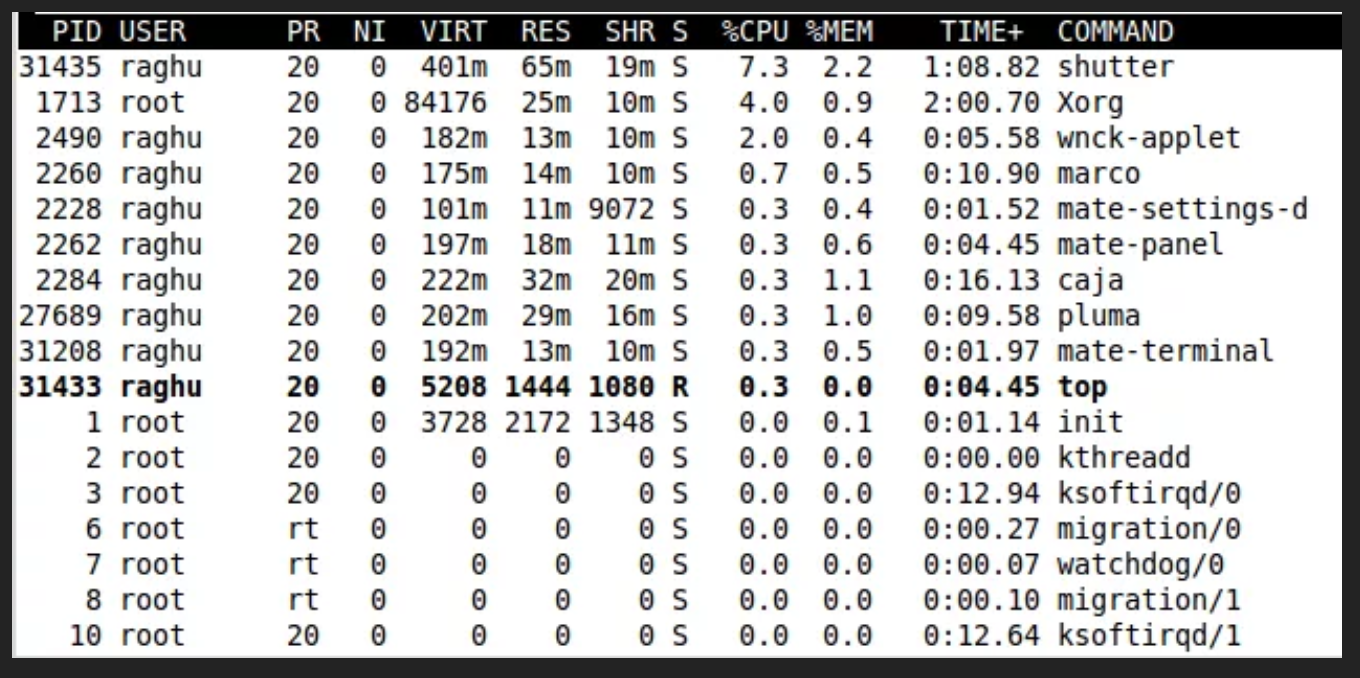 PID USER PR NI VIRT RES SHR S %CPU %MEM TIME+ COMMAND
31435 raghu 20 0 401m 65m 19m S 7.3 2.2 1:08.82 shutter
1713 root 20 0 84176 25m 10m S 4.0 0.9 2:00.70 Xorg
2490 raghu 20 0 182m 13m 10m S 2.0 0.4 0:05.58 wnck-applet
2260 raghu 20 0 175m 14m 10m S 0.7 0.5 0:10.90 marco
2228 raghu 20 0 101m 11m 9072 S 0.3 0.4 0:01.52 mate-settings-d
2262 raghu 20 0 197m 18m 11m S 0.3 0.6 0:04.45 mate-panel
2284 raghu 20 0 222m 32m 20m S 0.3 1.1 0:16.13 caja
27689 raghu 20 0 202m 29m 16m S 0.3 1.0 0:09.58 pluma
31208 raghu 20 0 192m 13m 10m S 0.3 0.5 0:01.97 mate-terminal
31433 raghu 20 0 5208 1444 1080 R 0.3 0.0 0:04.45 top
1 root 20 0 3728 2172 1348 S 0.0 0.1 0:01.14 init
2 root 20 0 0 0 0 S 0.0 0.0 0:00.00 kthreadd
3 root 20 0 0 0 0 S 0.0 0.0 0:12.94 ksoftirqd/0
6 root rt 0 0 0 0 S 0.0 0.0 0:00.27 migration/0
7 root rt 0 0 0 0 S 0.0 0.0 0:00.07 watchdog/0
8 root rt 0 0 0 0 S 0.0 0.0 0:00.10 migration/1
10 root 20 0 0 0 0 S 0.0 0.0 0:12.64 ksoftirqd/1